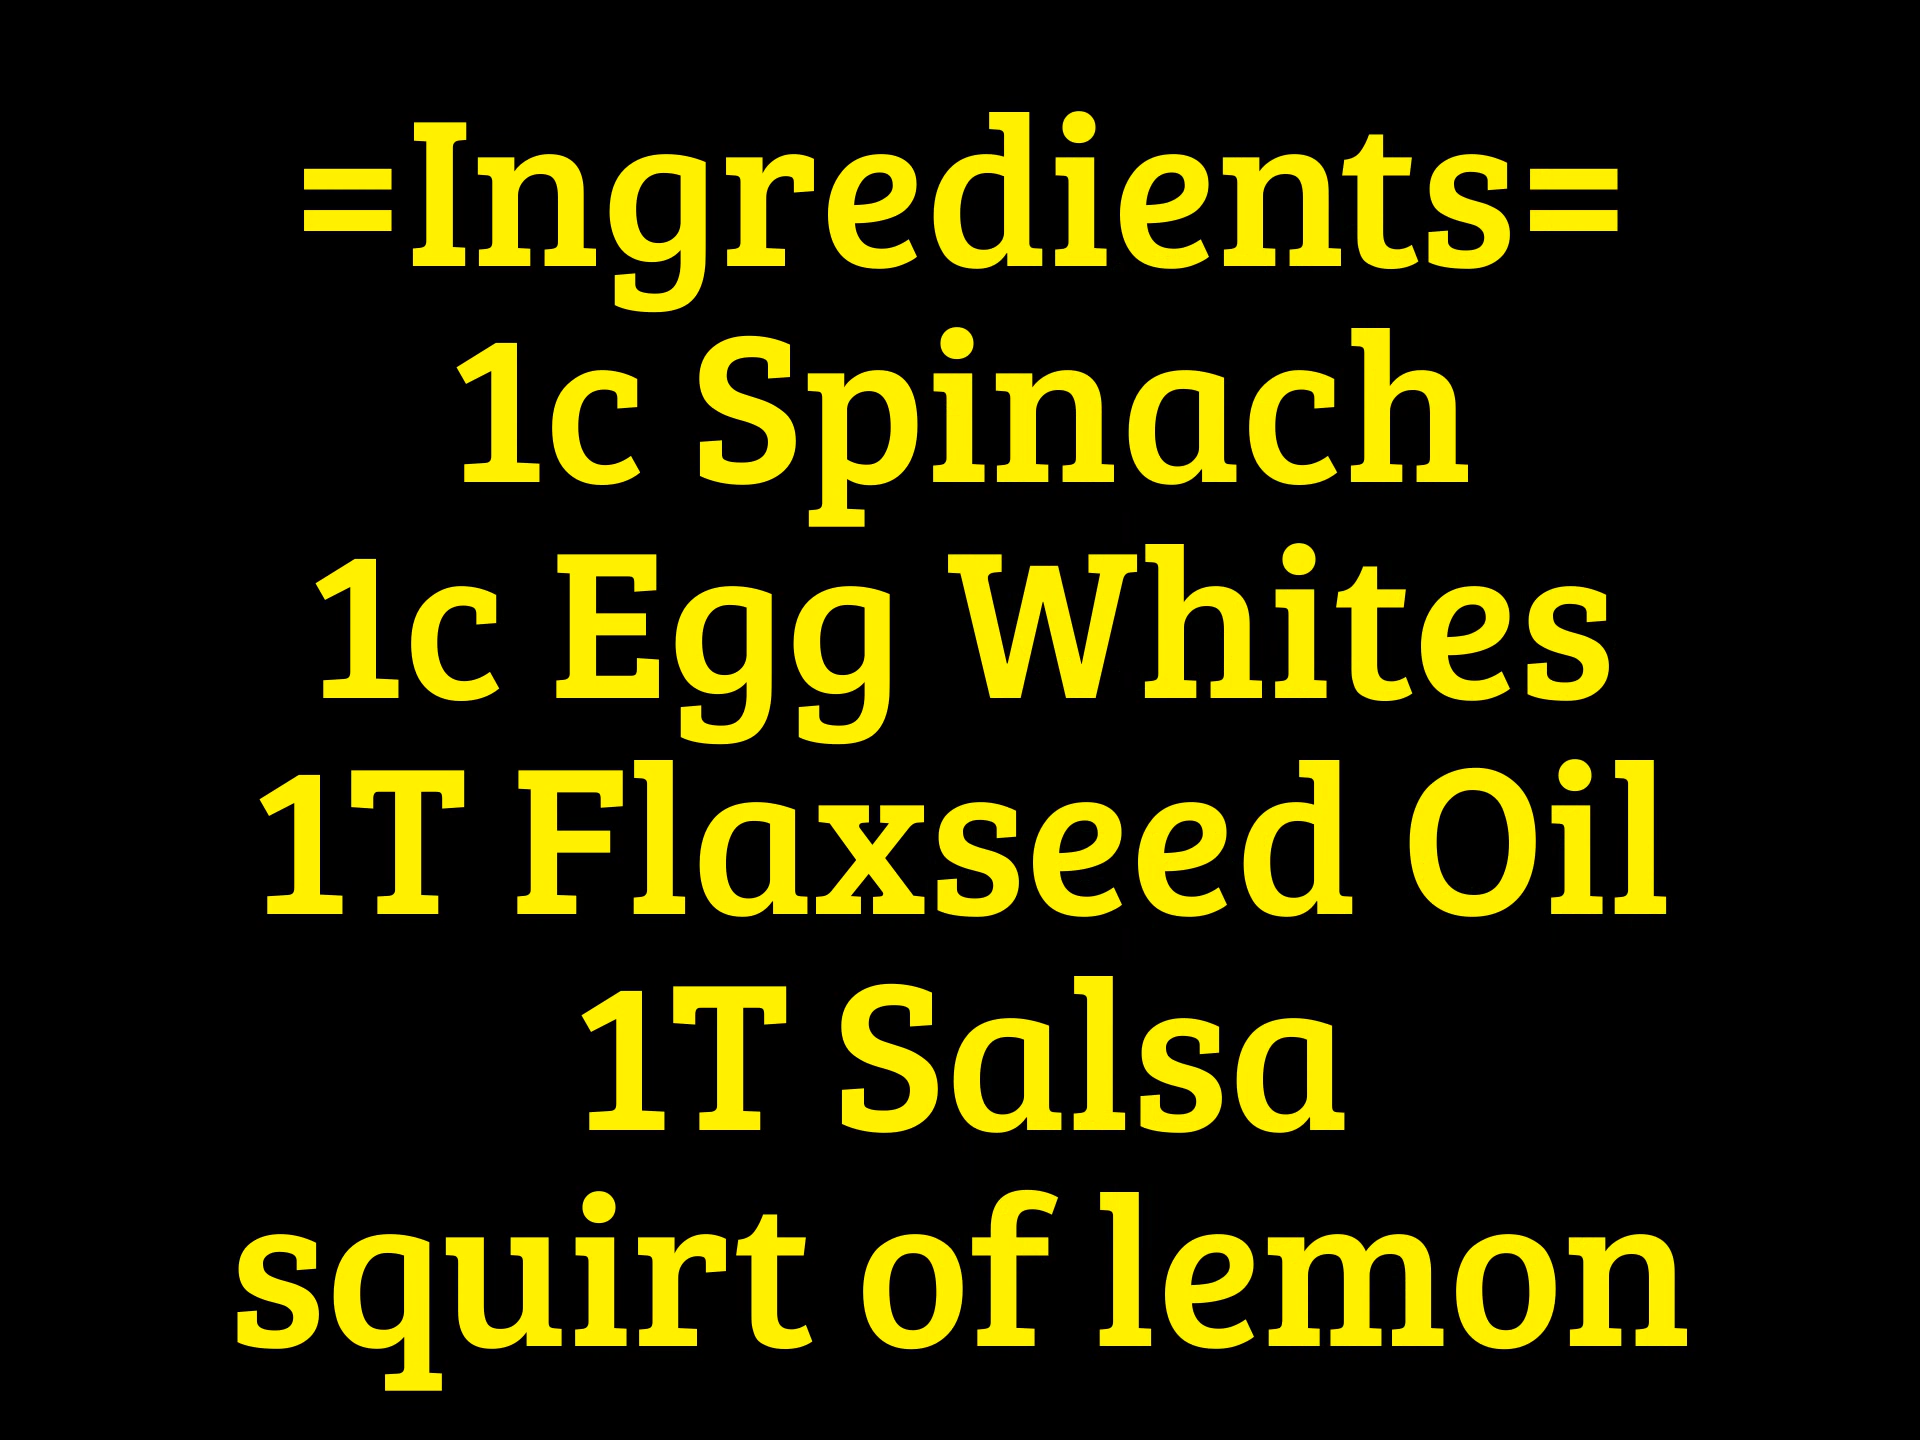 =Ingredients=
1c Spinach
1c Egg Whites
1T Flaxseed Oil
1T Salsa
squirt of lemon